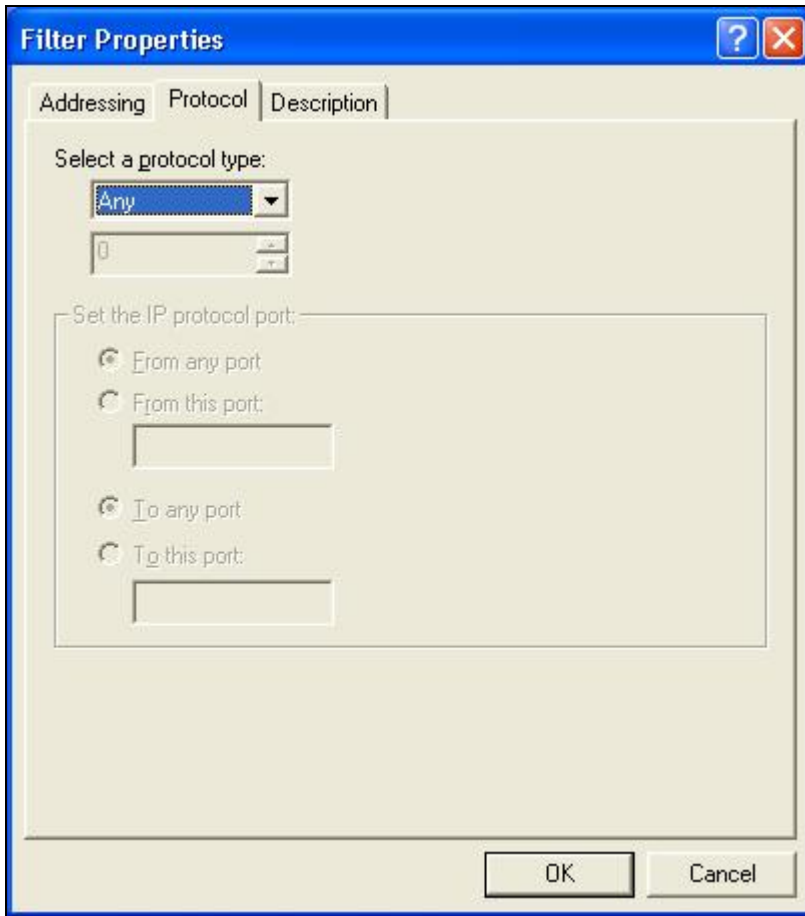 Filter Properties
Addressing Protocol Description
Select a protocol type:
Any
0
Set the IP protocol port:
From any port
From this port:
To any port
To this port:
OK Cancel